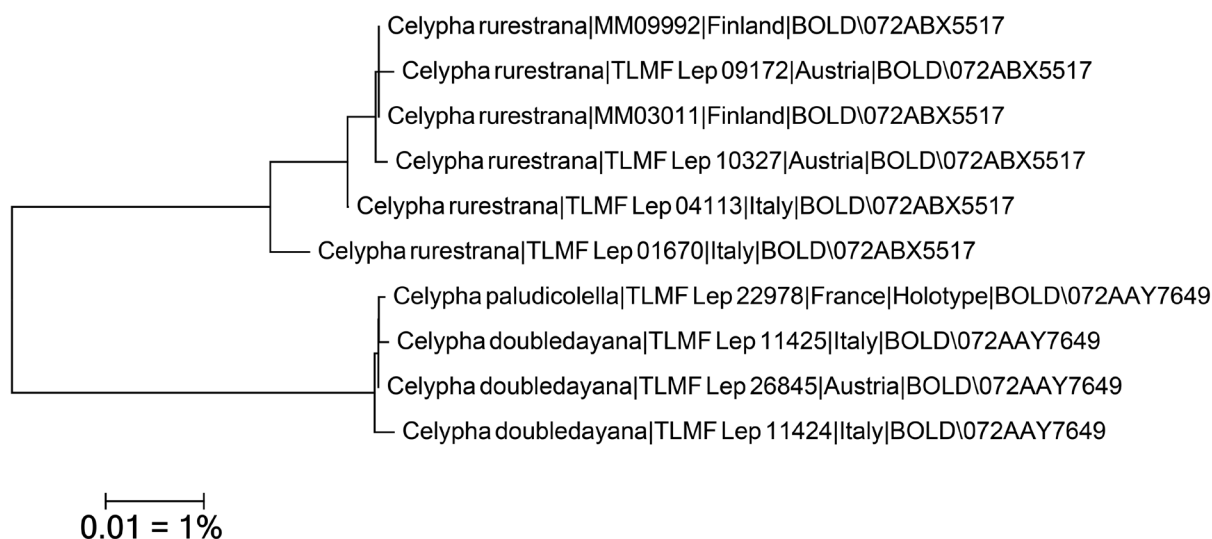 Celypha rurestrana|MM09992|Finland|BOLD\072ABX5517
Celypha rurestrana|TLMF Lep 09172|Austria|BOLD\072ABX5517
Celypha rurestrana|MM03011|Finland|BOLD\072ABX5517
Celypha rurestrana|TLMF Lep 10327|Austria|BOLD\072ABX5517
Celypha rurestrana|TLMF Lep 04113|Italy|BOLD\072ABX5517
Celypha rurestrana|TLMF Lep 01670|Italy|BOLD\072ABX5517
Celypha paludicolella|TLMF Lep 22978|France|Holotype|BOLD\072AAY7649
Celypha doubledayana|TLMF Lep 11425|Italy|BOLD\072AAY7649
Celypha doubledayana|TLMF Lep 26845|Austria|BOLD\072AAY7649
Celypha doubledayana|TLMF Lep 11424|Italy|BOLD\072AAY7649
0.01 = 1%